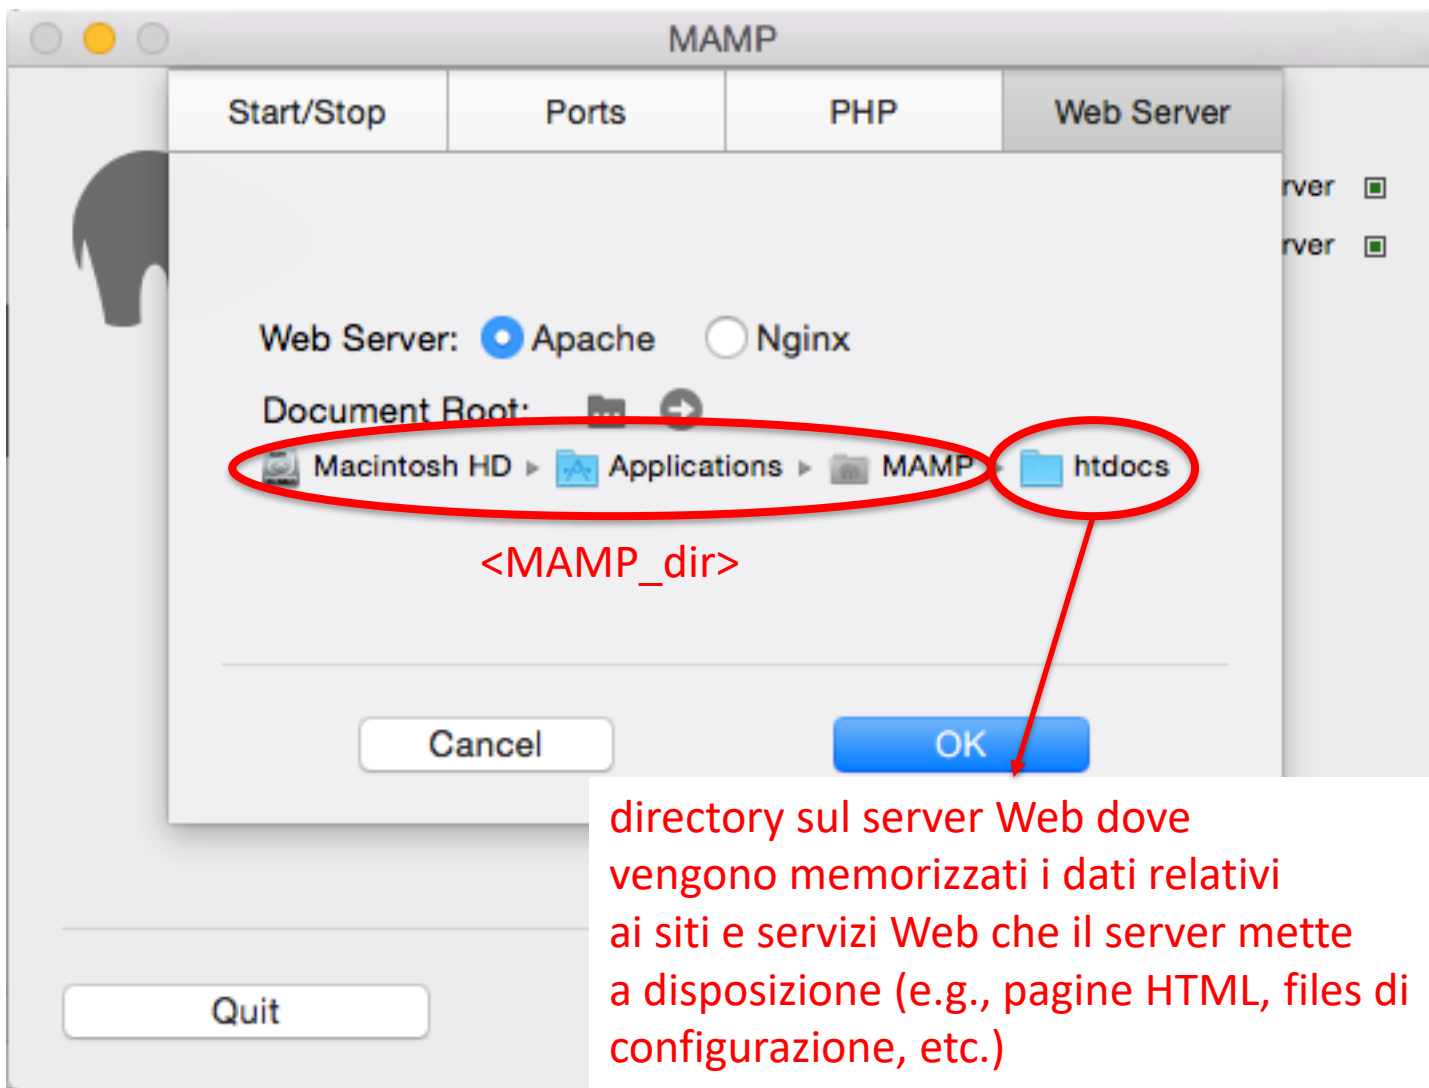 MAMP
Start/Stop Ports PHP Web Server
rver
rver
Web Server: Apache Nginx
Document Root:
Macintosh HD Applications MAMP htdocs
<MAMP_dir>
Cancel OK
directory sul server Web dove
vengono memorizzati i dati relativi
ai siti e servizi Web che il server mette
a disposizione (e.g., pagine HTML, files di
configurazione, etc.)
Quit